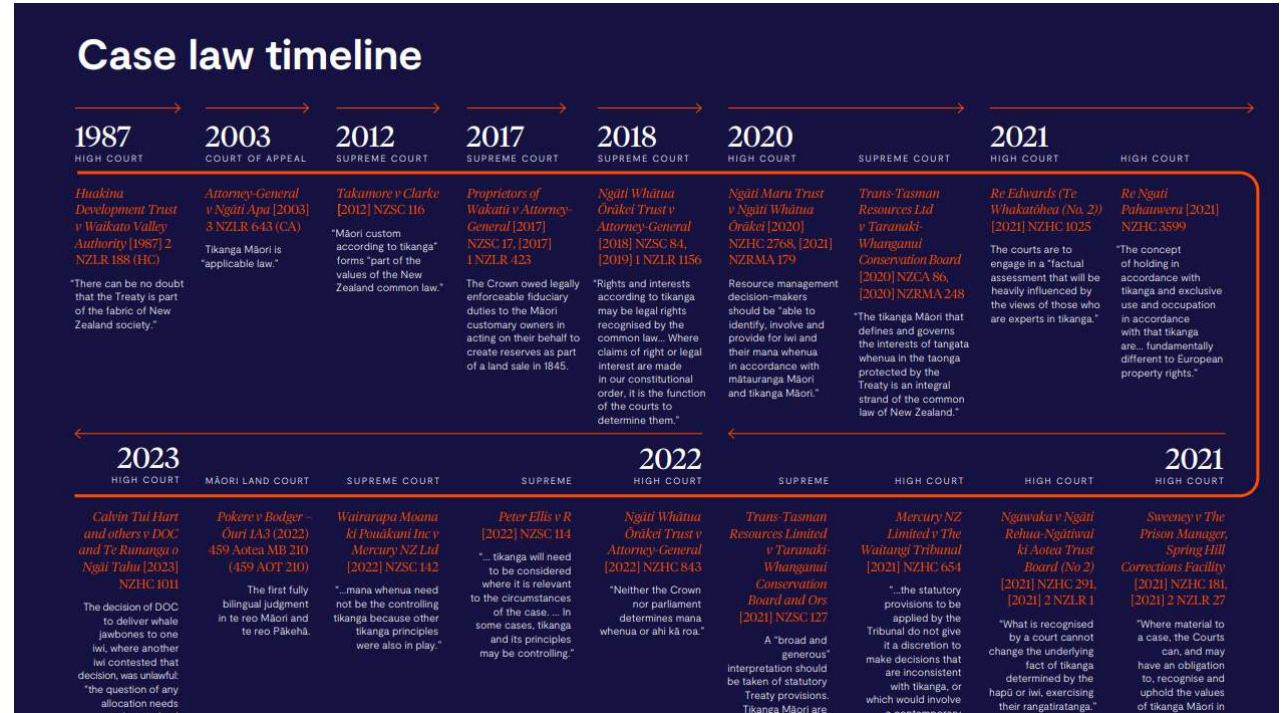 Case law timeline
1987
HIGH COURT
Huakina
Development Trust
v Waikato Valley
Authority [1987] 2
NZLR 188 (HC)
“There can be no doubt
that the Treaty is part
of the fabric of New
Zealand society.”
2003
COURT OF APPEAL
Attorney-General
v Ngāti Apa [2003]
3 NZLR 643 (CA)
Tikanga Māori is
“applicable law.”
2012
SUPREME COURT
Takamore v Clarke
[2012] NZSC 116
“Māori custom
according to tikanga”
forms “part of the
values of the New
Zealand common law.”
2017
SUPREME COURT
Proprietors of
Wakatū v Attorney-
General [2017]
NZSC 17, [2017]
1 NZLR 423
The Crown owed legally
enforceable fiduciary
duties to the Māori
customary owners in
acting on their behalf to
create reserves as part
of a land sale in 1845.
2018
SUPREME COURT
Ngāti Whātua
Ōrākei Trust v
Attorney-General
[2018] NZSC 84,
[2019] 1 NZLR 1156
“Rights and interests
according to tikanga
may be legal rights
recognised by the
common law... Where
claims of right or legal
interest are made
in our constitutional
order, it is the function
of the courts to
determine them.”
2020
HIGH COURT
Ngāti Maru Trust
v Ngāti Whātua
Ōrākei [2020]
NZHC 2768, [2021]
NZRMA 179
Resource management
decision-makers
should be “able to
identify, involve and
provide for iwi and
their mana whenua
in accordance with
mātauranga Māori
and tikanga Māori.”
SUPREME COURT
Trans-Tasman
Resources Ltd
v Taranaki-
Whanganui
Conservation Board
[2020] NZCA 86,
[2020] NZRMA 248
“The tikanga Māori that
defines and governs
the interests of tangata
whenua in the taonga
protected by the
Treaty is an integral
strand of the common
law of New Zealand.”
2021
HIGH COURT
Re Edwards (Te
Whakatōhea (No. 2))
[2021] NZHC 1025
The courts are to
engage in a “factual
assessment that will be
heavily influenced by
the views of those who
are experts in tikanga.”
HIGH COURT
Re Ngati
Pahauwera [2021]
NZHC 3599
“The concept
of holding in
accordance with
tikanga and exclusive
use and occupation
in accordance
with that tikanga
are... fundamentally
different to European
property rights.”
2023
HIGH COURT
Calvin Tui Hart
and others v DOC
and Te Runanga o
Ngāi Tahu [2023]
NZHC 1011
The decision of DOC
to deliver whale
jawbones to one
iwi, where another
iwi contested that
decision, was unlawful:
“the question of any
allocation needs
MĀORI LAND COURT
Pokere v Bodger –
Ōuri 1A3 (2022)
459 Aotea MB 210
(459 AOT 210)
The first fully
bilingual judgment
in te reo Māori and
te reo Pākehā.
SUPREME COURT
Wairarapa Moana
ki Pouākani Inc v
Mercury NZ Ltd
[2022] NZSC 142
“...mana whenua need
not be the controlling
tikanga because other
tikanga principles
were also in play.”
SUPREME
Peter Ellis v R
[2022] NZSC 114
“... tikanga will need
to be considered
where it is relevant
to the circumstances
of the case. ... In
some cases, tikanga
and its principles
may be controlling.”
2022
HIGH COURT
Ngāti Whātua
Ōrākei Trust v
Attorney-General
[2022] NZHC 843
“Neither the Crown
nor parliament
determines mana
whenua or ahi kā roa.”
SUPREME
Trans-Tasman
Resources Limited
v Taranaki-
Whanganui
Conservation
Board and Ors
[2021] NZSC 127
A “broad and
generous”
interpretation should
be taken of statutory
Treaty provisions.
Tikanga Māori are
HIGH COURT
Mercury NZ
Limited v The
Waitangi Tribunal
[2021] NZHC 654
“...the statutory
provisions to be
applied by the
Tribunal do not give
it a discretion to
make decisions that
are inconsistent
with tikanga, or
which would involve
a contemporary
HIGH COURT
Ngawaka v Ngāti
Rehua-Ngātiwai
ki Aotea Trust
Board (No 2)
[2021] NZHC 291,
[2021] 2 NZLR 1
“What is recognised
by a court cannot
change the underlying
fact of tikanga
determined by the
hapū or iwi, exercising
their rangatiratanga.”
2021
HIGH COURT
Sweeney v The
Prison Manager,
Spring Hill
Corrections Facility
[2021] NZHC 181,
[2021] 2 NZLR 27
“Where material to
a case, the Courts
can, and may
have an obligation
to, recognise and
uphold the values
of tikanga Māori in